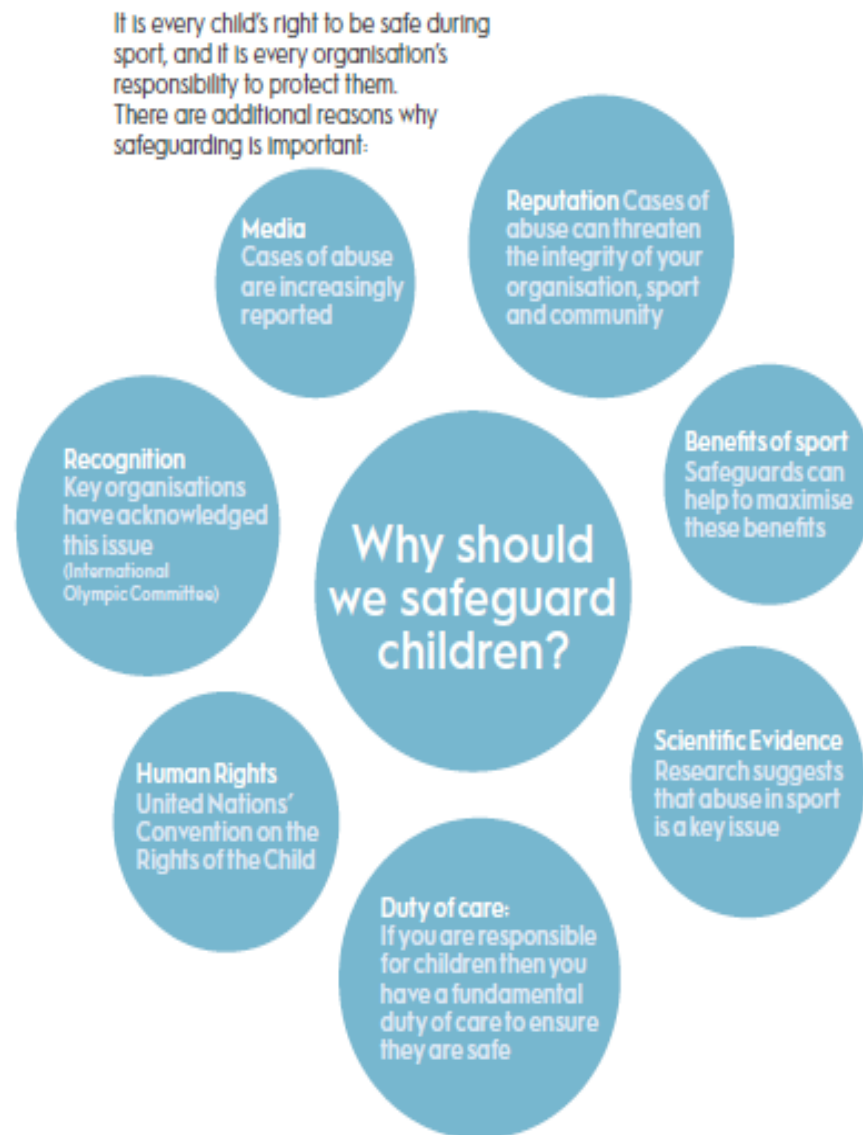 It is every child's right to be safe during
sport, and it is every organisation's
responsibility to protect them.
There are additional reasons why
safeguarding is important:
Media
Cases of abuse
are increasingly
reported
Reputation Cases of
abuse can threaten
the integrity of your
organisation, sport
and community
Recognition
Key organisations
have acknowledged
this issue
(International
Olympic Committee)
Benefits of sport
Safeguards can
help to maximise
these benefits
Why should
we safeguard
children?
Human Rights
United Nations'
Convention on the
Rights of the Child
Scientific Evidence
Research suggests
that abuse in sport
is a key issue
Duty of care:
If you are responsible
for children then you
have a fundamental
duty of care to ensure
they are safe